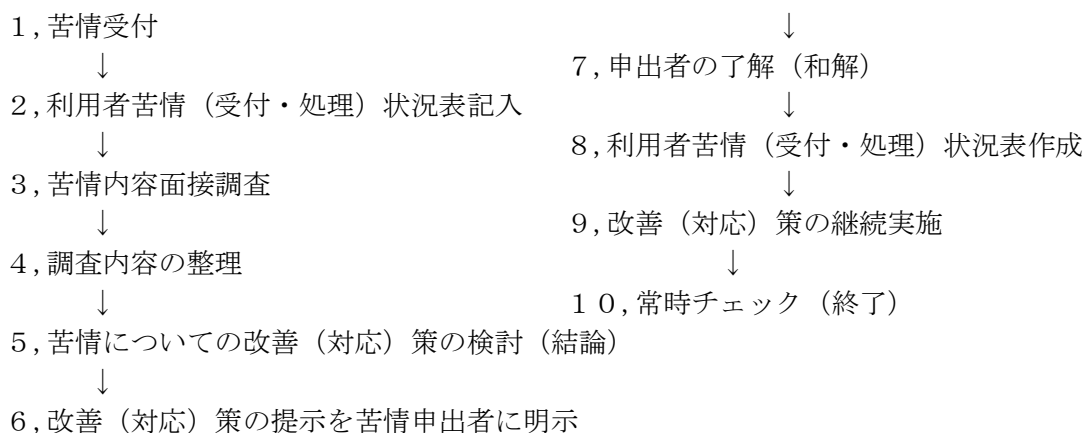 １,苦情受付
↓
２,利用者苦情（受付・処理）状況表記入
↓
３,苦情内容面接調査
↓
４,調査内容の整理
↓
５,苦情についての改善（対応）策の検討（結論）
↓
６,改善（対応）策の提示を苦情申出者に明示
↓
７,申出者の了解（和解）
↓
８,利用者苦情（受付・処理）状況表作成
↓
９,改善（対応）策の継続実施
↓
１０,常時チェック（終了）